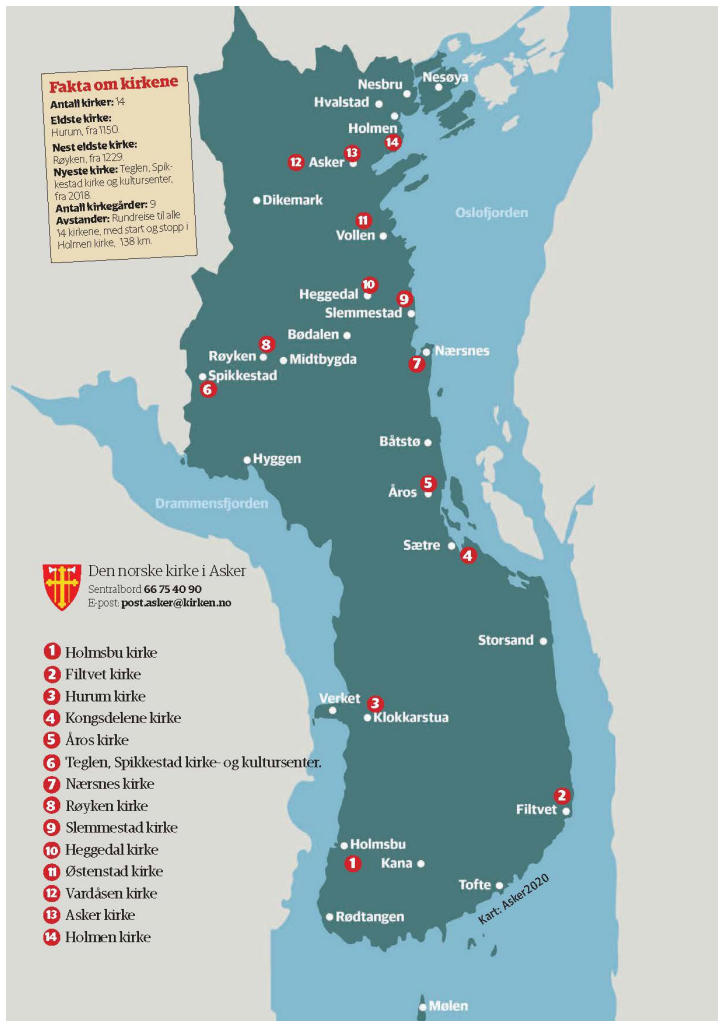 Fakta om kirkene
Antall kirker: 14
Eldste kirke:
Hurum, fra 1150.
Nest eldste kirke:
Røyken, fra 1229.
Nyeste kirke: Teglen, Spik-
kestad kirke og kultursenter,
fra 2018.
Antall kirkegårder: 9
Avstander: Rundreise til alle
14 kirkene, med start og stopp i
Holmen kirke, 138 km.
Nesbru
Nesøya
Hvalstad
Holmen
14
13
12 Asker
Dikemark
Oslofjorden
11
Vollen
10
Heggedal
9
Slemmestad
Bødalen
8
Røyken
Midtbygda
Nærsnes
7
Spikkestad
6
Båtstø
Hyggen
5
Åros
Drammensfjorden
Sætre
4
Den norske kirke i Asker
Sentralbord 66 75 40 90
E-post: post.asker@kirken.no
Storsand
Verket
3
Klokkarstua
2
Filtvet
Holmsbu
1
Kana
Tofte
Kart: Asker2020
Rødtangen
Mølen
1 Holmsbu kirke
2 Filtvet kirke
3 Hurum kirke
4 Kongsdelene kirke
5 Åros kirke
6 Teglen, Spikkestad kirke- og kultursenter.
7 Nærsnes kirke
8 Røyken kirke
9 Slemmestad kirke
10 Heggedal kirke
11 Østenstad kirke
12 Vardåsen kirke
13 Asker kirke
14 Holmen kirke